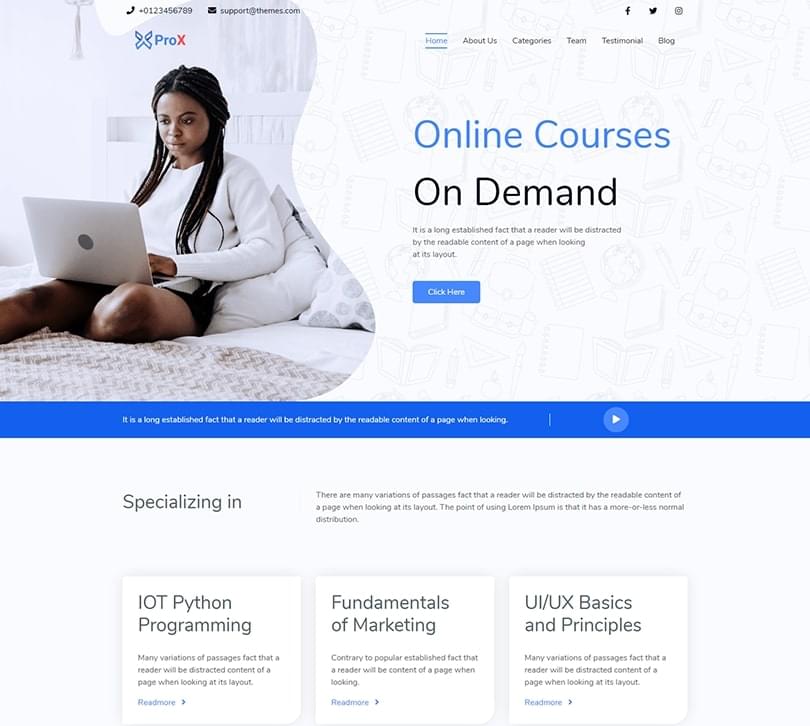 +0123456789 support@themes.com
ProX
Home About Us Categories Team Testimonial Blog
Online Courses
On Demand
It is a long established fact that a reader will be distracted
by the readable content of a page when looking
at its layout.
Click Here
It is a long established fact that a reader will be distracted by the readable content of a page when looking.
Specializing in
There are many variations of passages fact that a reader will be distracted by the readable content of
a page when looking at its layout. The point of using Lorem Ipsum is that it has a more-or-less normal
distribution.
IOT Python
Programming
Many variations of passages fact that a
reader will be distracted content of a
page when looking at its layout.
Readmore
Fundamentals
of Marketing
Contrary to popular established fact that
a reader will be content of a page when
looking.
Readmore
UI/UX Basics
and Principles
Many variations of passages fact that a
reader will be distracted content of a
page when looking at its layout.
Readmore